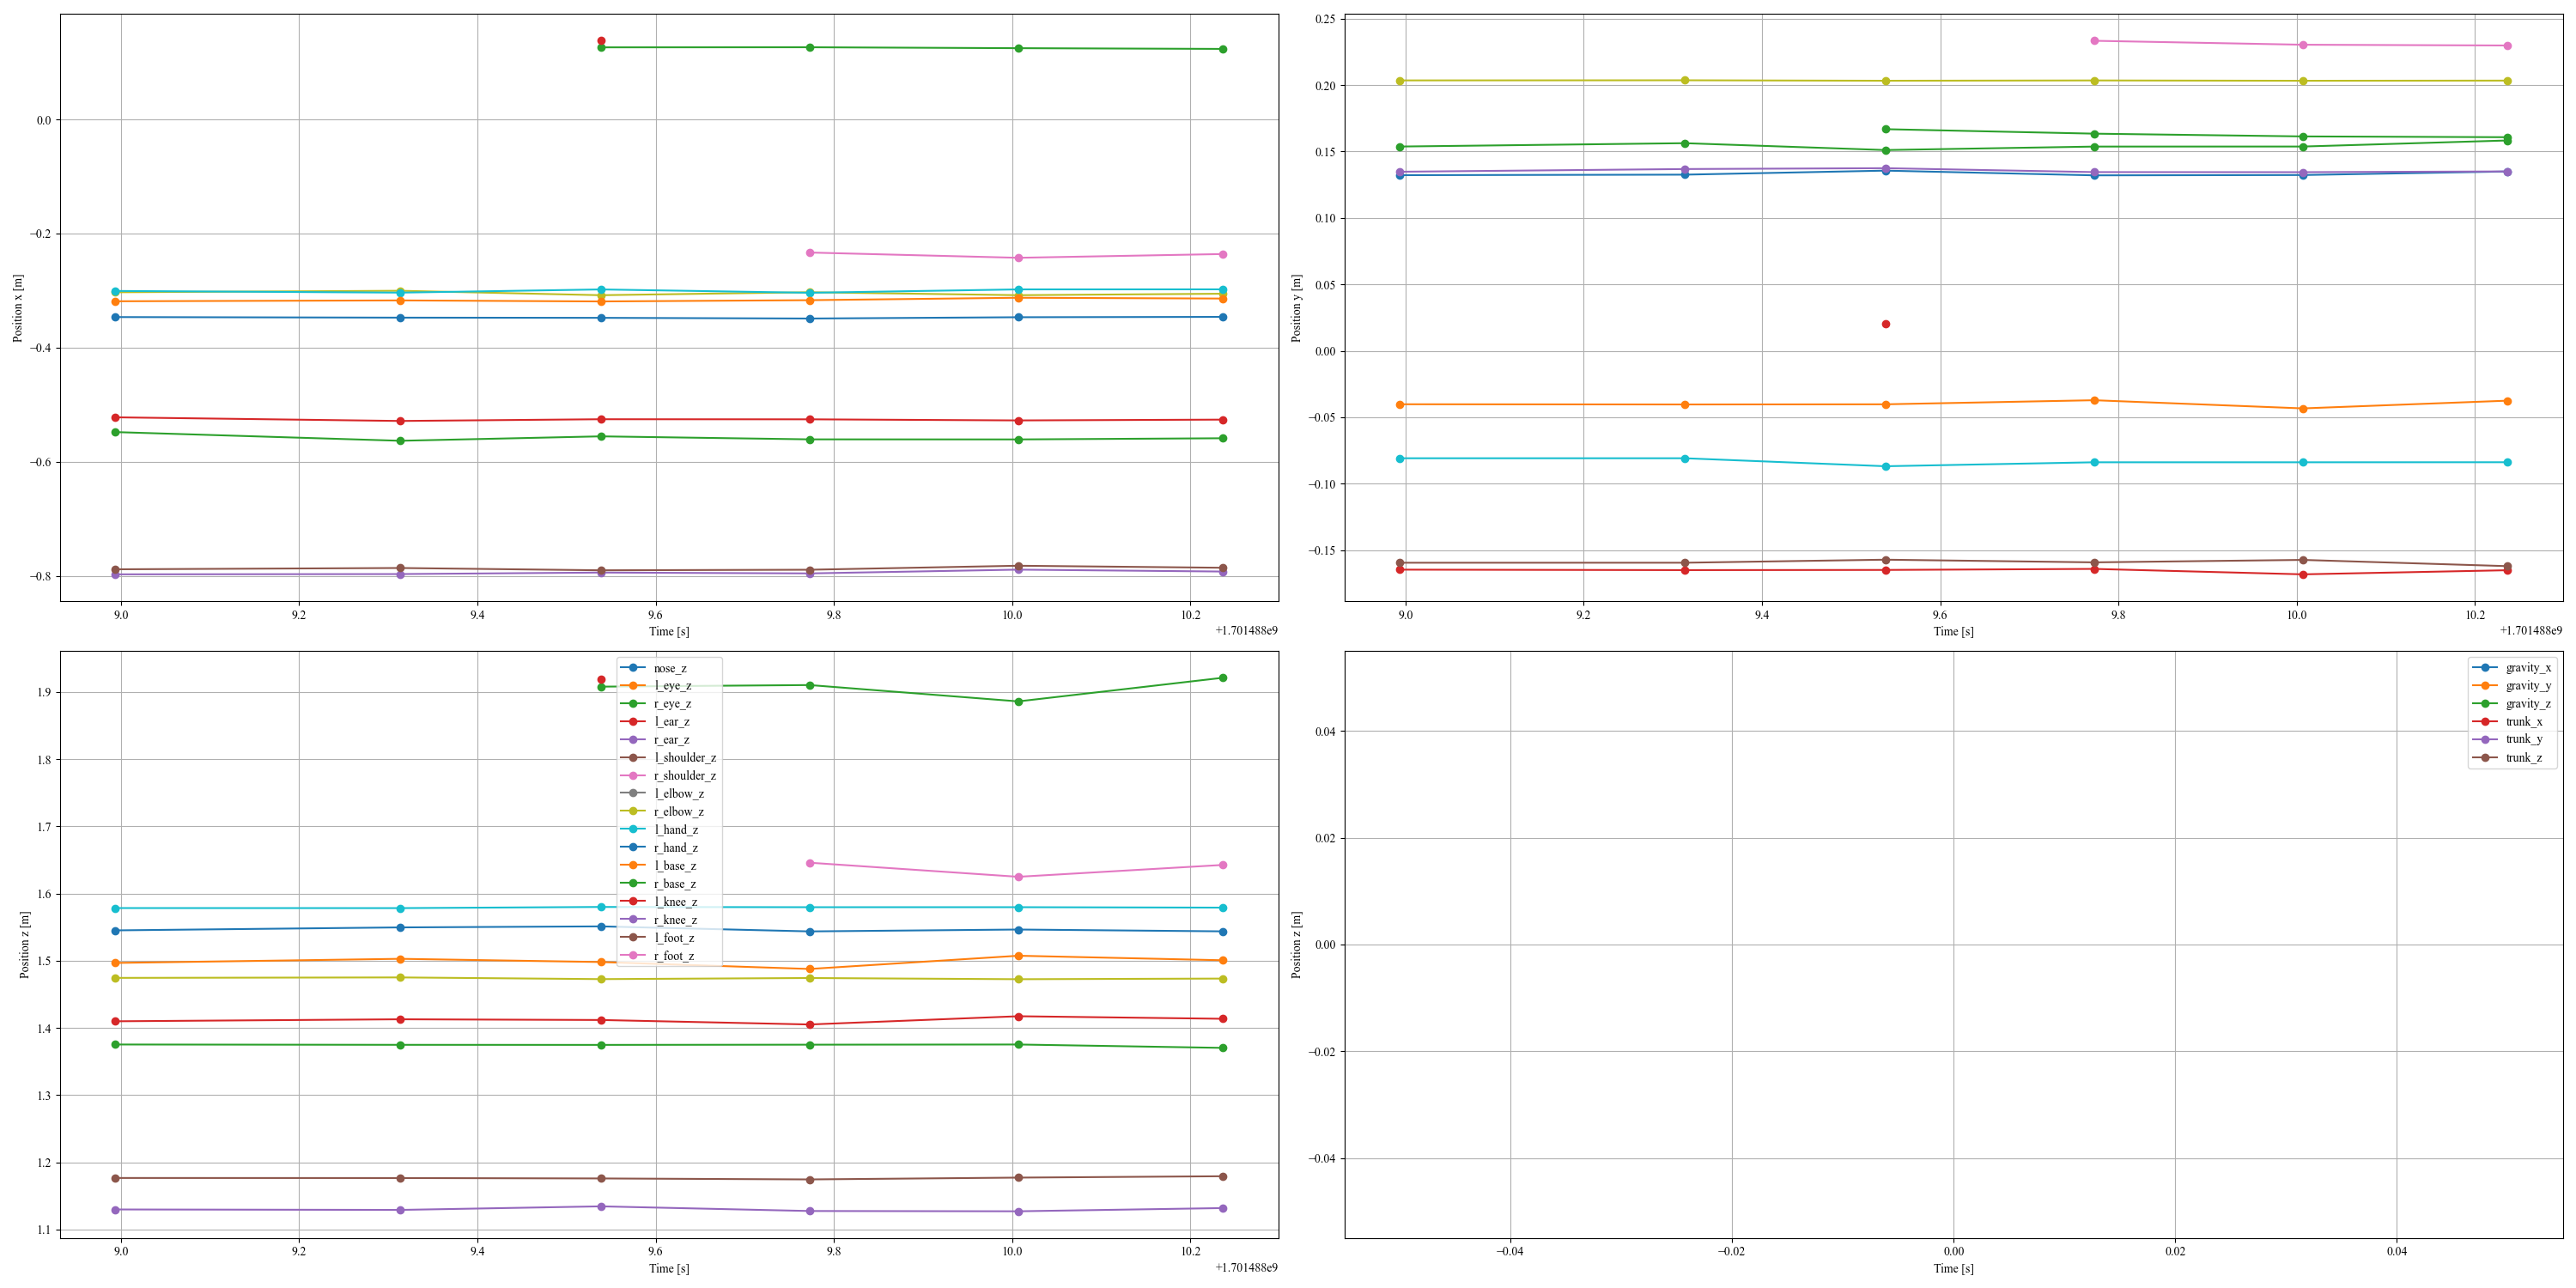 0.0
−0.2
−0.4
−0.6
−0.8
Position x [m]
9.0 9.2 9.4 9.6 9.8 10.0 10.2
Time [s]
+1.701488e9
0.25
0.20
0.15
0.10
0.05
0.00
−0.05
−0.10
−0.15
Position y [m]
9.0 9.2 9.4 9.6 9.8 10.0 10.2
Time [s]
+1.701488e9
1.9
1.8
1.7
1.6
1.5
1.4
1.3
1.2
1.1
Position z [m]
nose_z
l_eye_z
r_eye_z
l_ear_z
r_ear_z
l_shoulder_z
r_shoulder_z
l_elbow_z
r_elbow_z
l_hand_z
r_hand_z
l_base_z
r_base_z
l_knee_z
r_knee_z
l_foot_z
r_foot_z
9.0 9.2 9.4 9.6 9.8 10.0 10.2
Time [s]
+1.701488e9
0.04
0.02
0.00
−0.02
−0.04
Position z [m]
gravity_x
gravity_y
gravity_z
trunk_x
trunk_y
trunk_z
−0.04 −0.02 0.00 0.02 0.04
Time [s]